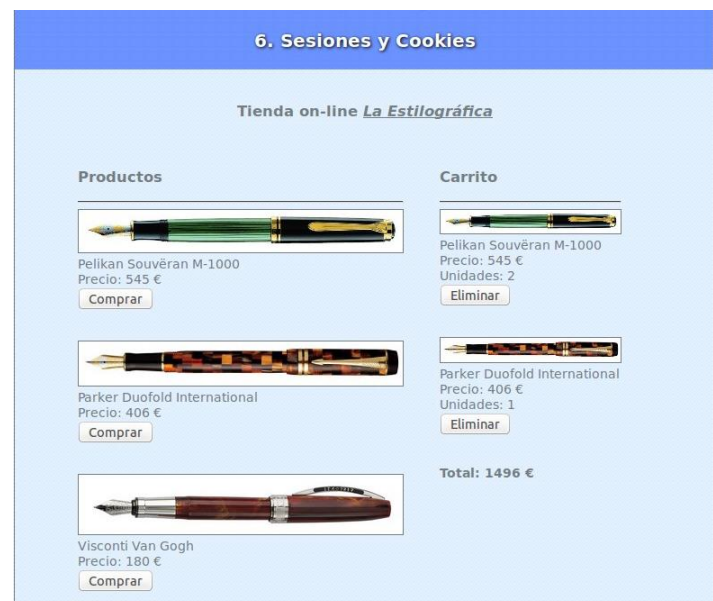 6. Sesiones y Cookies
Tienda on-line La Estilográfica
Productos
Pelikan Souvëran M-1000
Precio: 545 €
Comprar
Parker Duofold International
Precio: 406 €
Comprar
Visconti Van Gogh
Precio: 180 €
Comprar
Carrito
Pelikan Souvëran M-1000
Precio: 545 €
Unidades: 2
Eliminar
Parker Duofold International
Precio: 406 €
Unidades: 1
Eliminar
Total: 1496 €